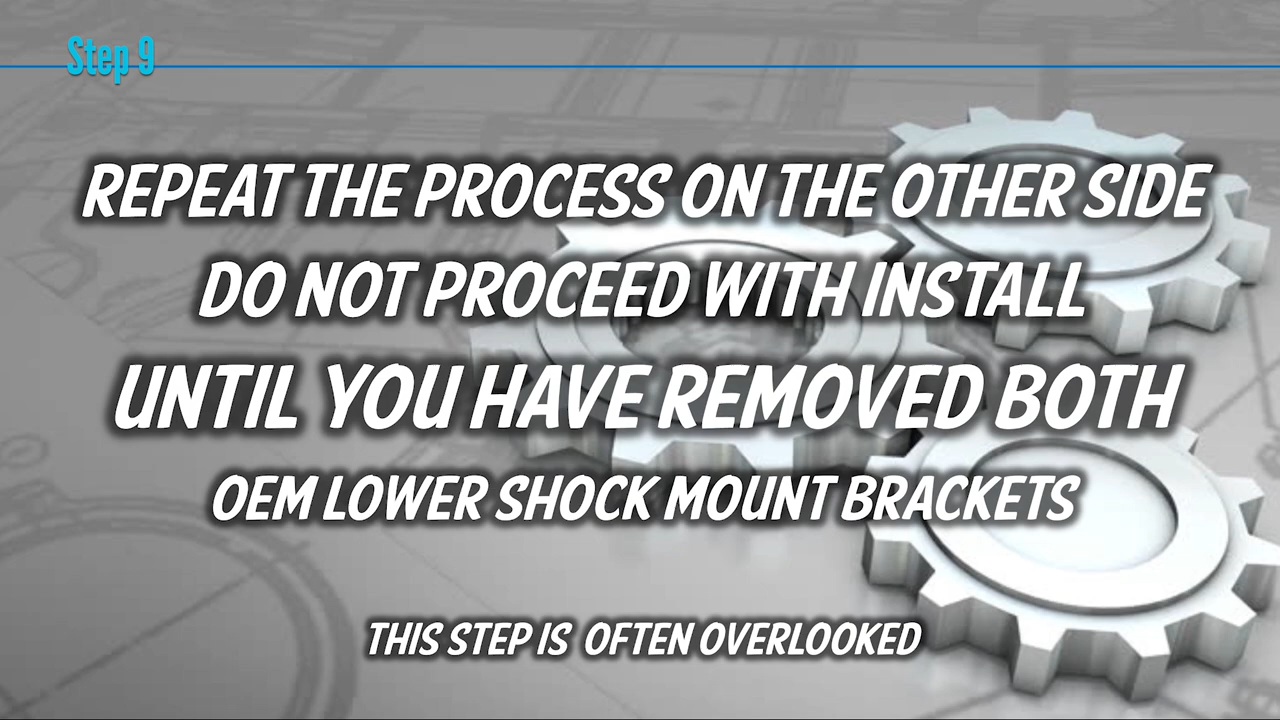 Step 9
REPEAT THE PROCESS ON THE OTHER SIDE
DO NOT PROCEED WITH INSTALL
UNTIL YOU HAVE REMOVED BOTH
OEM LOWER SHOCK MOUNT BRACKETS
THIS STEP IS OFTEN OVERLOOKED